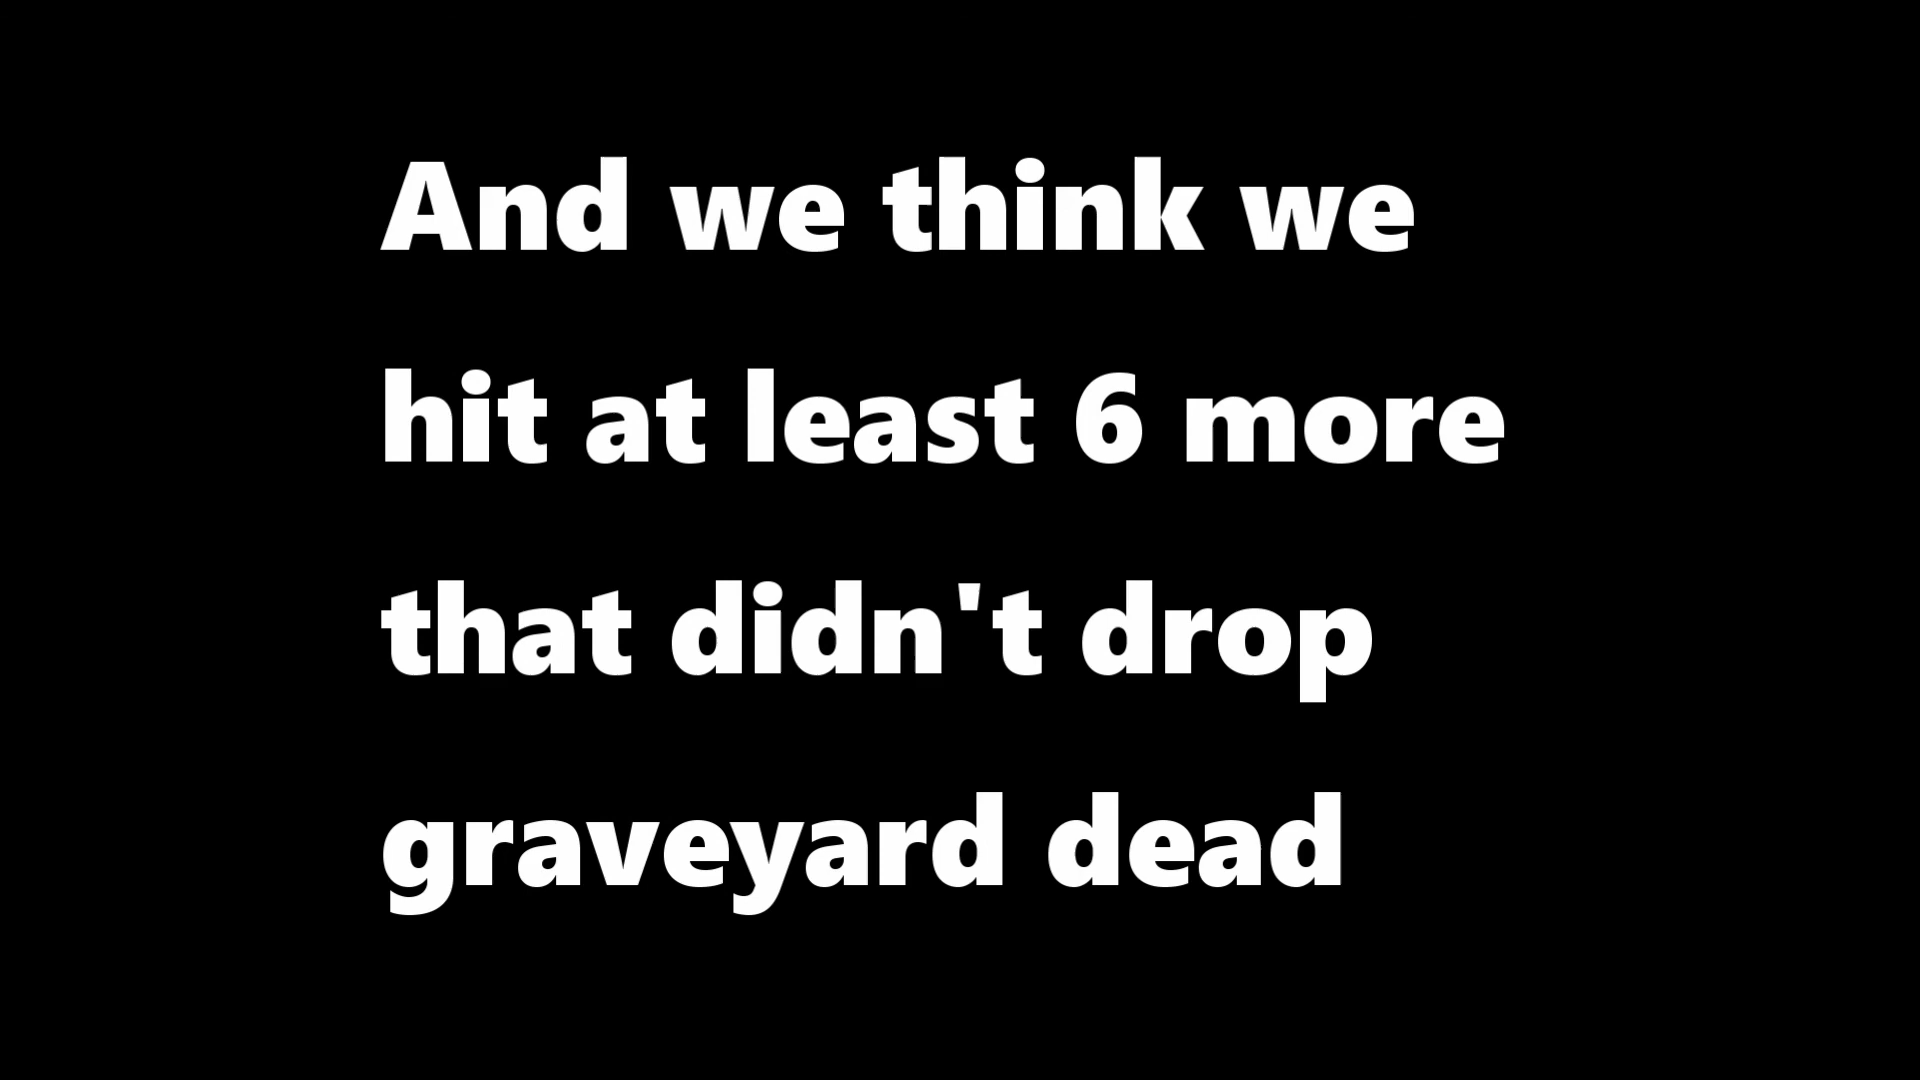 And we think we
hit at least 6 more
that didn't drop
graveyard dead